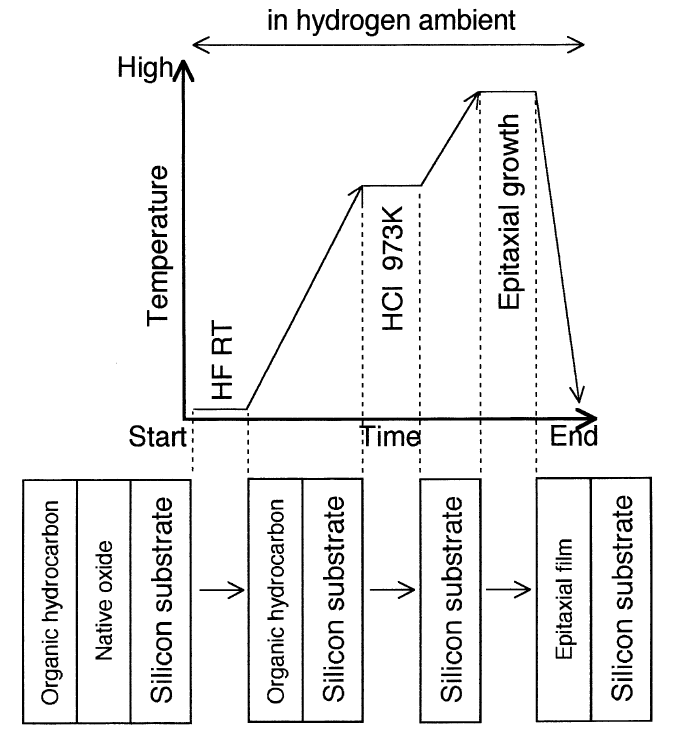 in hydrogen ambient
High
Temperature
HF RT
HCl 973K
Epitaxial growth
Start
Time
End
Organic hydrocarbon
Native oxide
Silicon substrate
Organic hydrocarbon
Silicon substrate
Silicon substrate
Epitaxial film
Silicon substrate